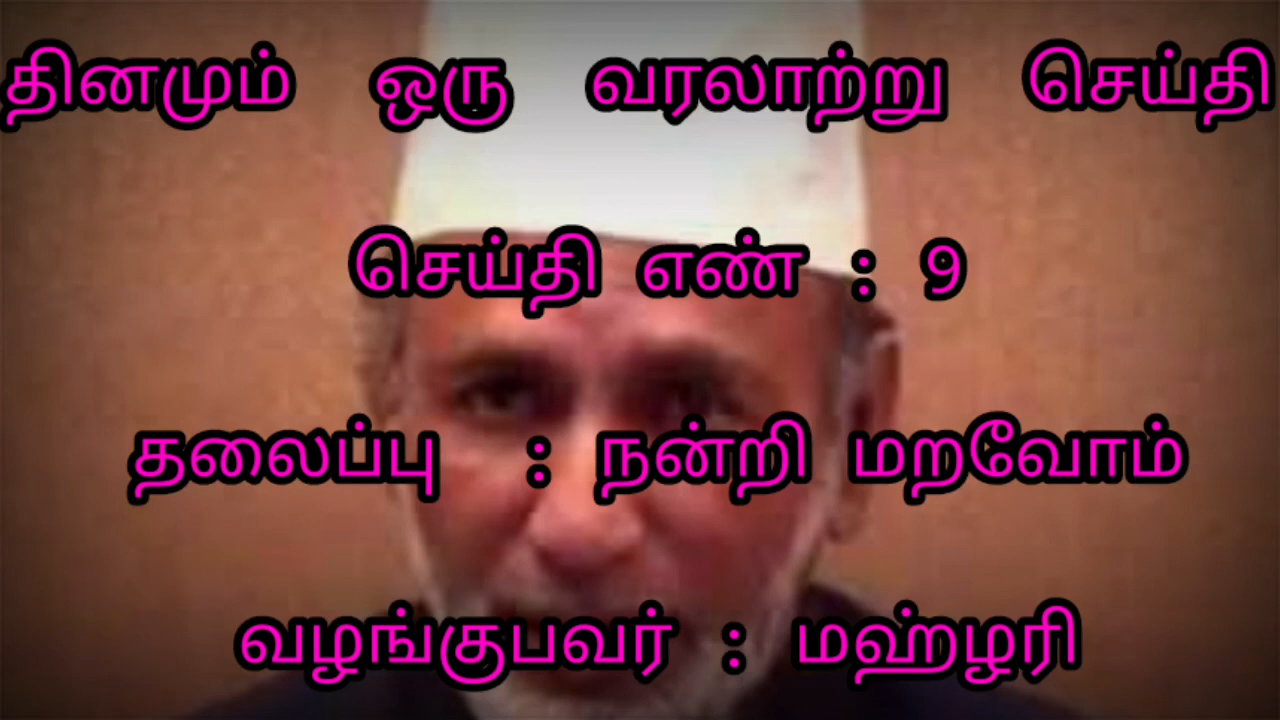 தினமும் ஒரு வரலாற்று செய்தி
செய்தி எண் : 9
தலைப்பு : நன்றி மறவோம்
வழங்குபவர் : மஹ்ழரி